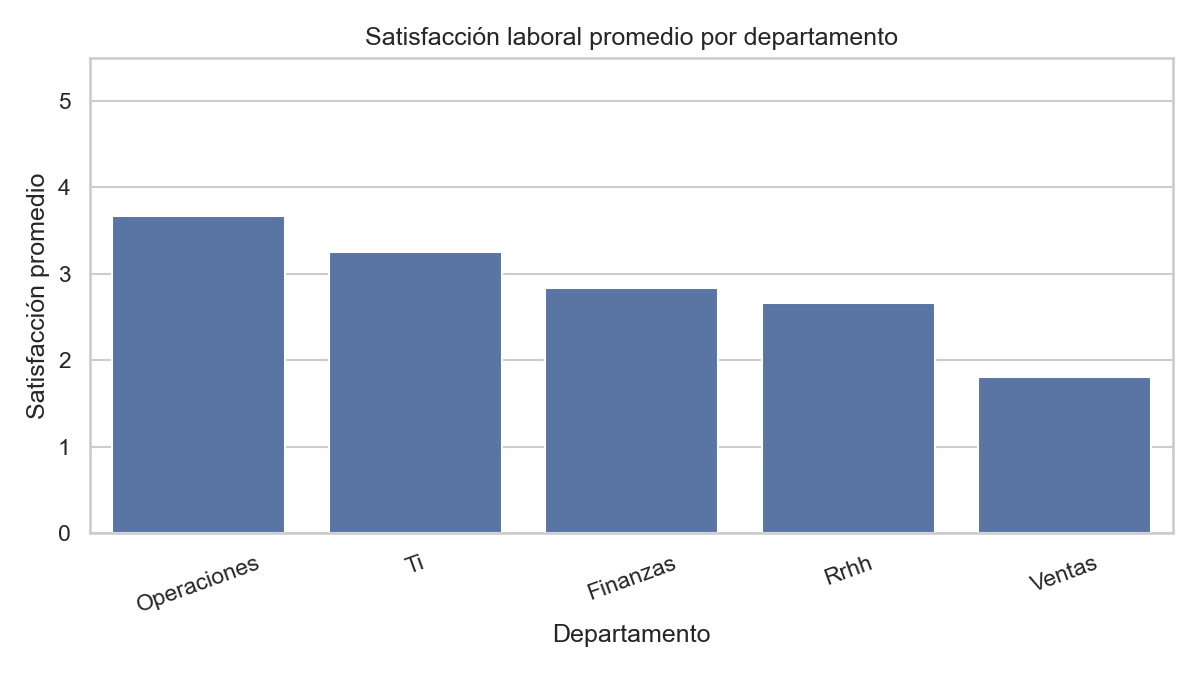 Satisfacción laboral promedio por departamento
Satisfacción promedio
5
4
3
2
1
0
Operaciones
Ti
Finanzas
Rrhh
Ventas
Departamento